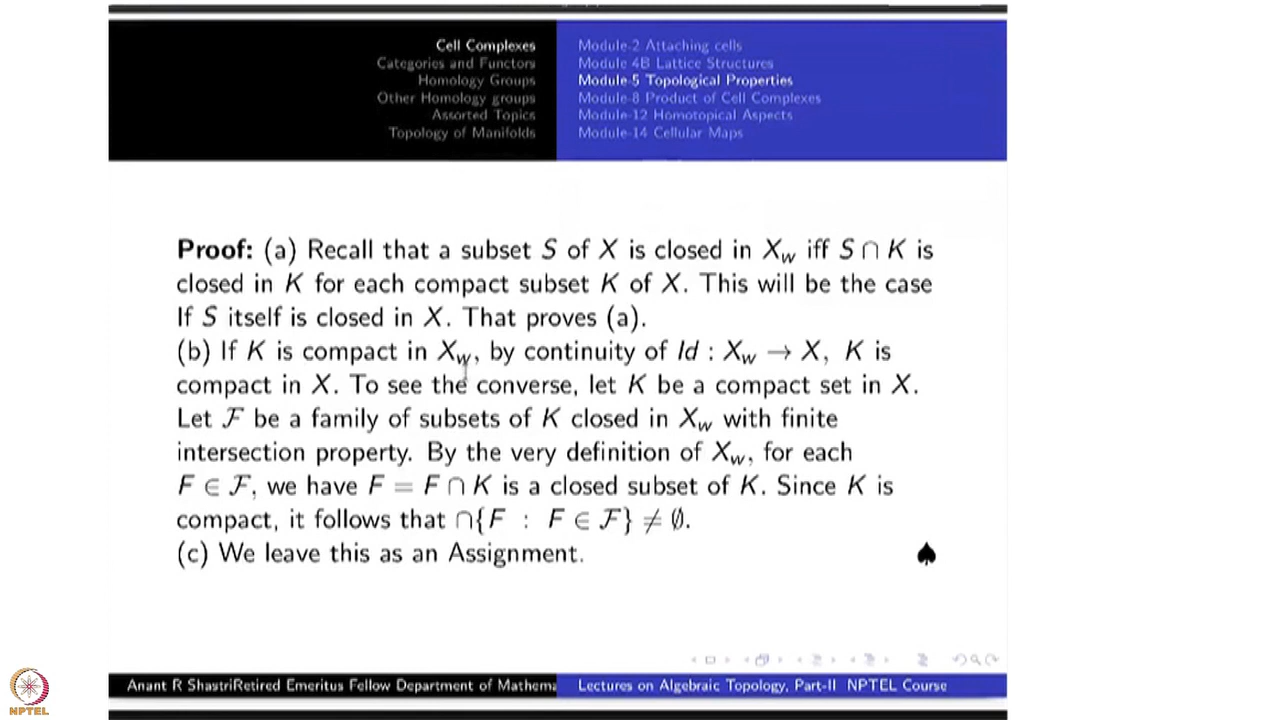 Cell Complexes
Categories and Functors
Homology Groups
Other Homology groups
Assorted Topics
Topology of Manifolds
Module-2 Attaching cells
Module 4B Lattice Structures
Module-5 Topological Properties
Module-8 Product of Cell Complexes
Module-12 Homotopical Aspects
Module-14 Cellular Maps
Proof: (a) Recall that a subset S of X is closed in X_w iff S ∩ K is
closed in K for each compact subset K of X. This will be the case
If S itself is closed in X. That proves (a).
(b) If K is compact in X_w, by continuity of Id : X_w → X, K is
compact in X. To see the converse, let K be a compact set in X.
Let ℱ be a family of subsets of K closed in X_w with finite
intersection property. By the very definition of X_w, for each
F ∈ ℱ, we have F = F ∩ K is a closed subset of K. Since K is
compact, it follows that ∩{F : F ∈ ℱ} ≠ ∅.
(c) We leave this as an Assignment. ♠
Anant R ShastriRetired Emeritus Fellow Department of Mathema
Lectures on Algebraic Topology, Part-II NPTEL Course
NPTEL